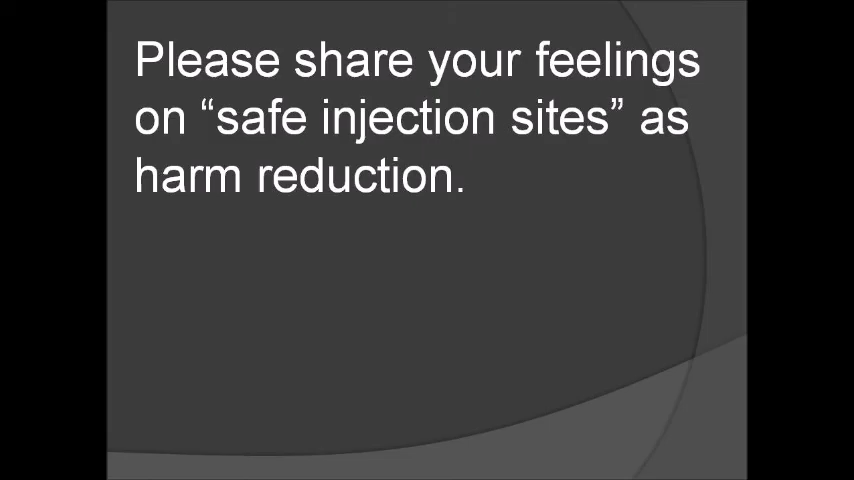 Please share your feelings
on “safe injection sites” as
harm reduction.